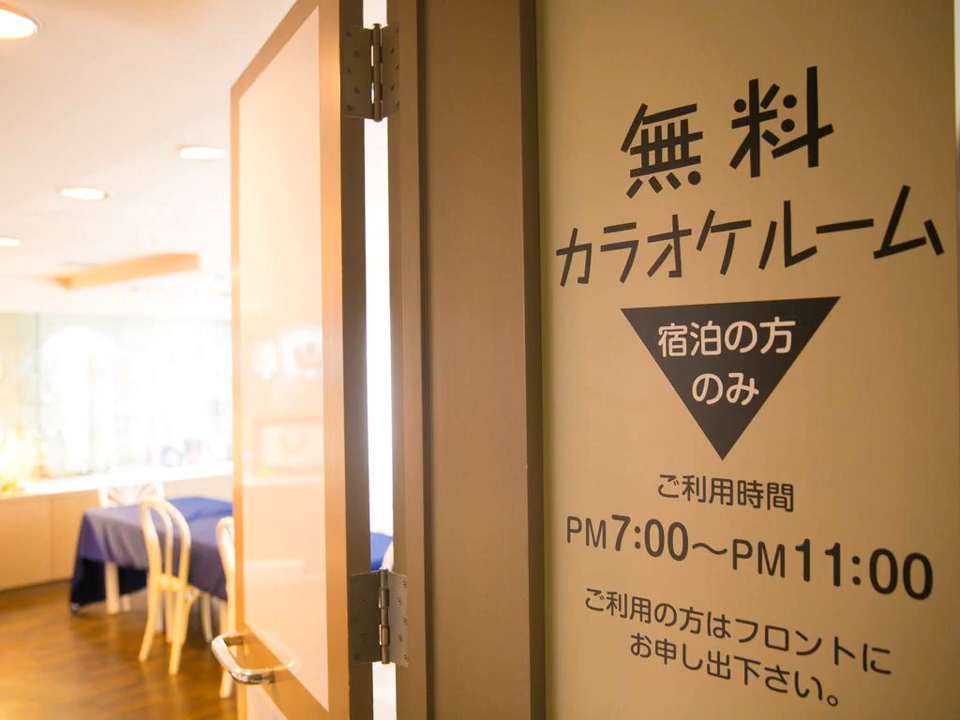 無料
カラオケルーム
宿泊の方
のみ
ご利用時間
PM7:00～PM11:00
ご利用の方はフロントに
お申し出下さい。